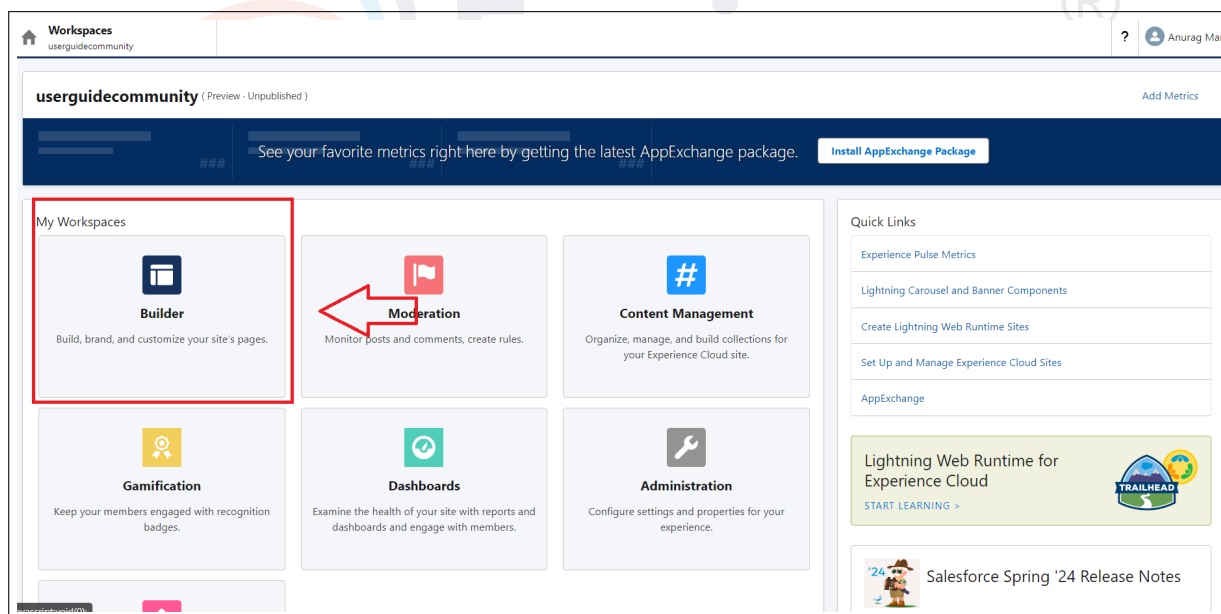 (R)
Workspaces
userguidecommunity
?
Anurag Mar
userguidecommunity ( Preview - Unpublished )
Add Metrics
###
###
###
See your favorite metrics right here by getting the latest AppExchange package.
Install AppExchange Package
My Workspaces
Builder
Build, brand, and customize your site's pages.
Moderation
Monitor posts and comments, create rules.
#
Content Management
Organize, manage, and build collections for
your Experience Cloud site.
Gamification
Keep your members engaged with recognition
badges.
Dashboards
Examine the health of your site with reports and
dashboards and engage with members.
Administration
Configure settings and properties for your
experience.
Quick Links
Experience Pulse Metrics
Lightning Carousel and Banner Components
Create Lightning Web Runtime Sites
Set Up and Manage Experience Cloud Sites
AppExchange
Lightning Web Runtime for
Experience Cloud
START LEARNING >
TRAILHEAD
'24
Salesforce Spring '24 Release Notes